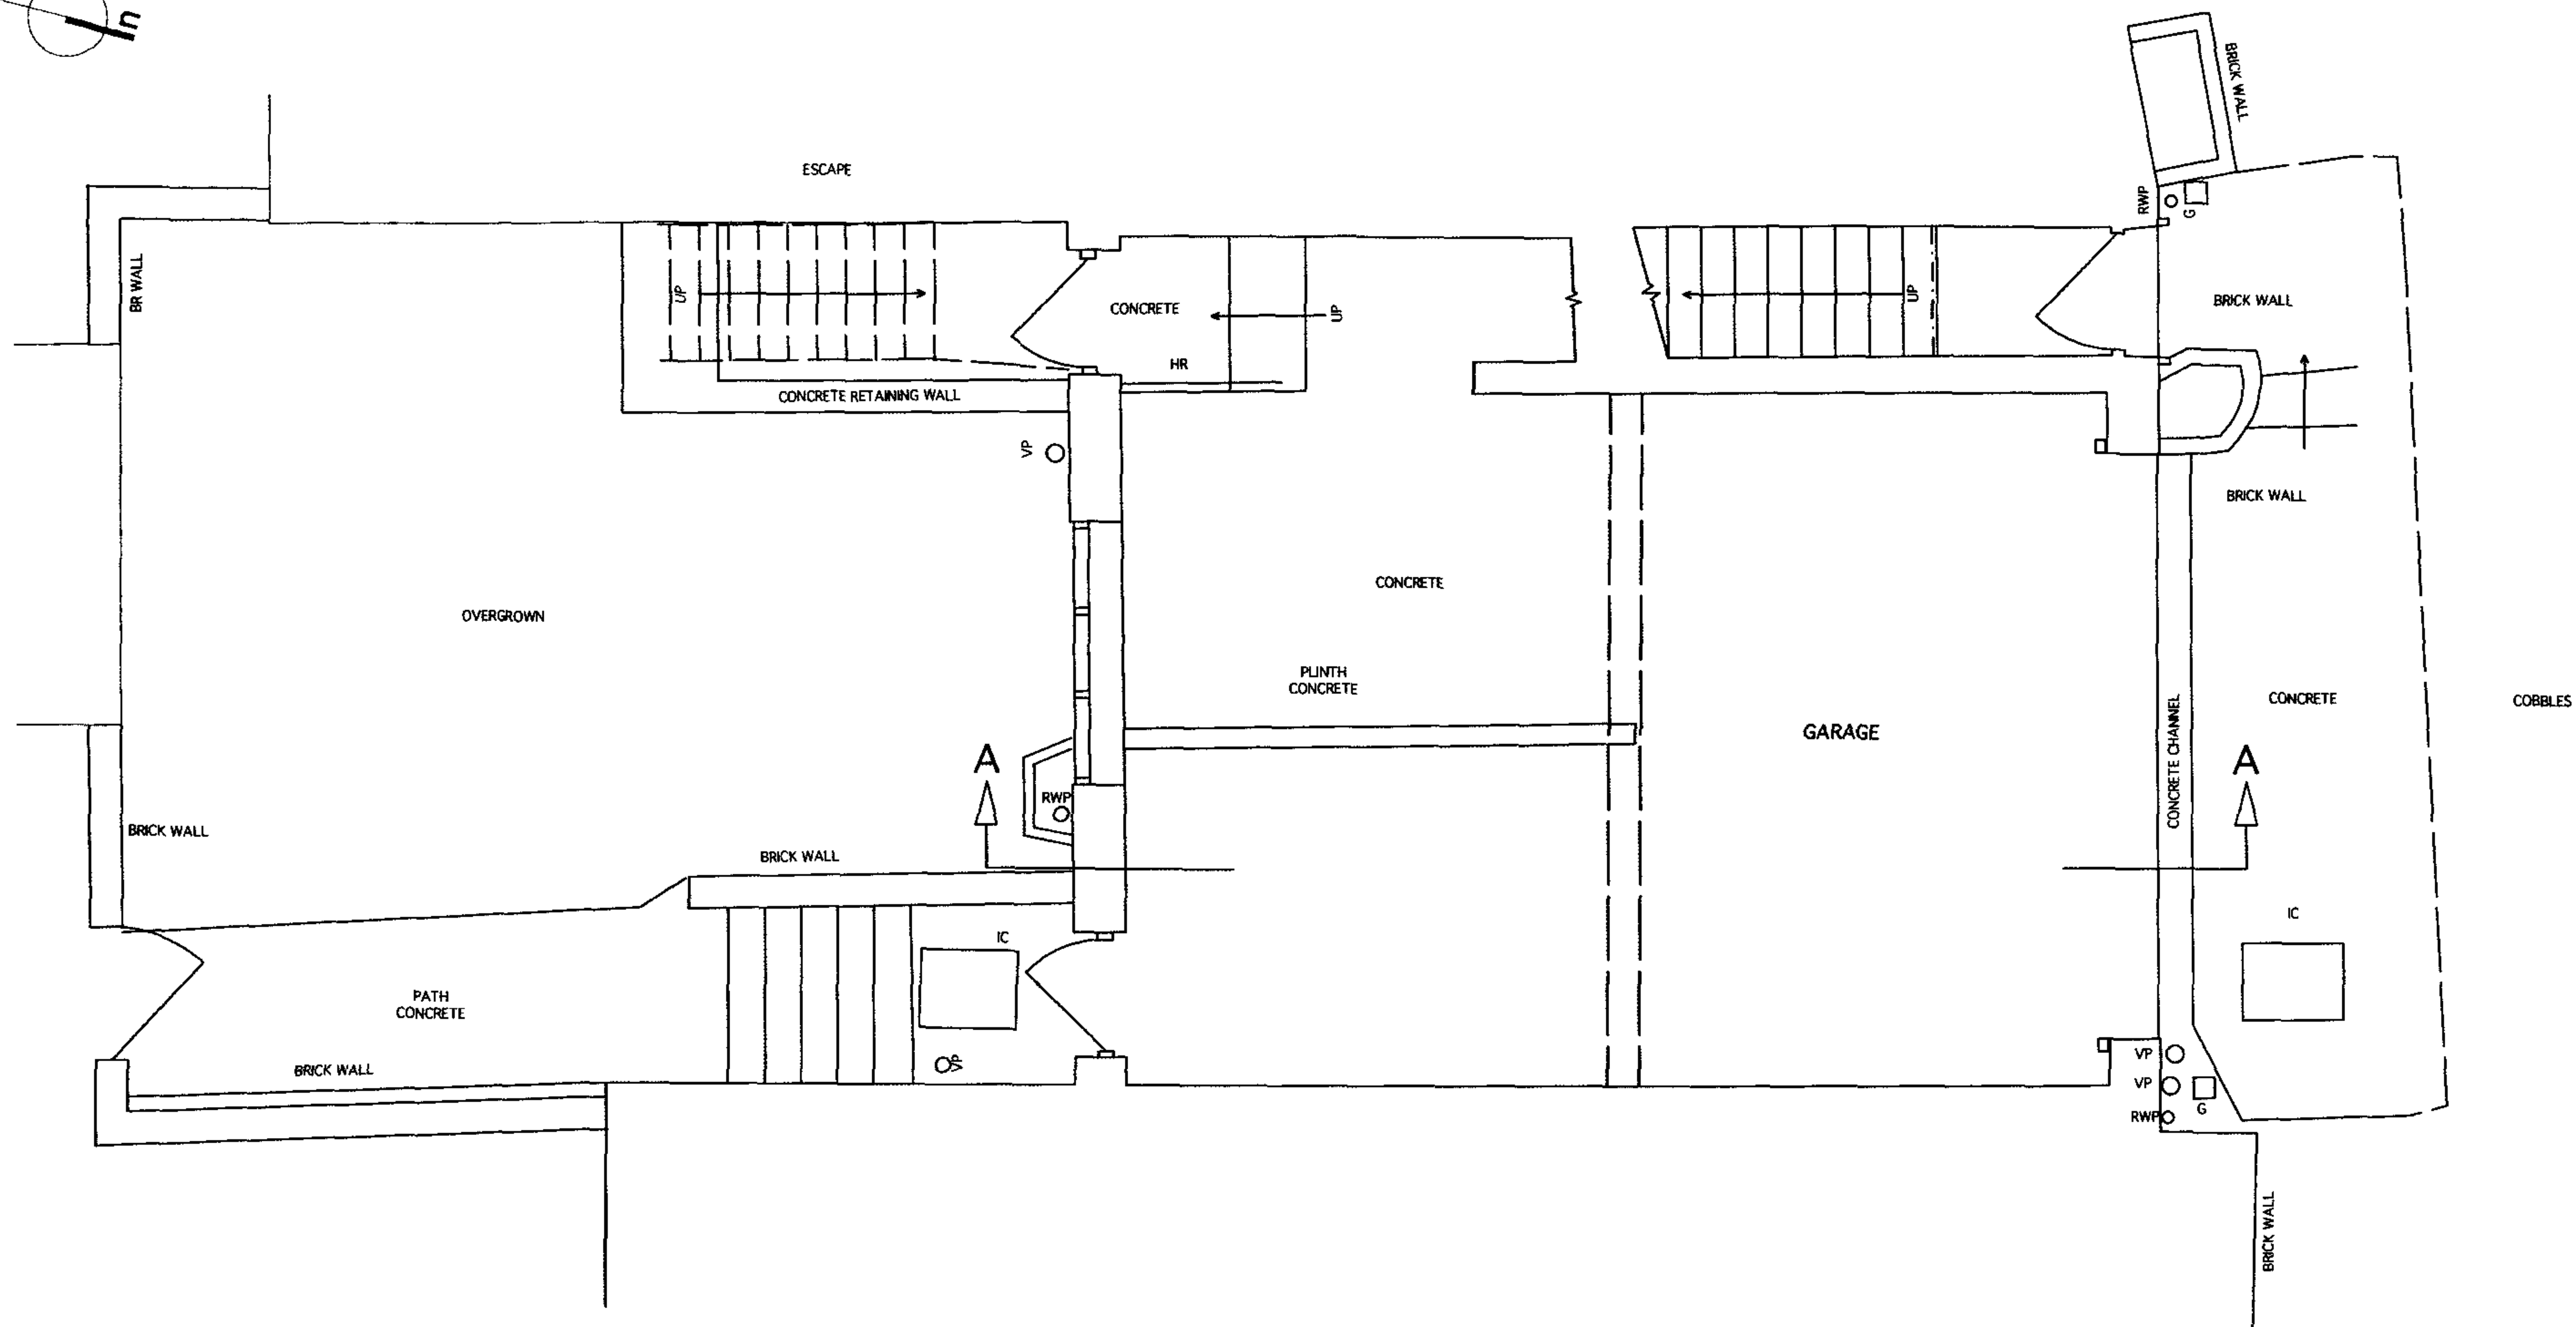 n
BRICK WALL
ESCAPE
RWP
G
BR WALL
UP
CONCRETE
UP
UP
BRICK WALL
HR
CONCRETE RETAINING WALL
VP
BRICK WALL
CONCRETE
OVERGROWN
PLINTH
CONCRETE
CONCRETE CHANNEL
CONCRETE
COBBLES
GARAGE
A
A
RWP
BRICK WALL
BRICK WALL
IC
IC
PATH
CONCRETE
VP
BRICK WALL
VP
VP
G
RWP
BRICK WALL